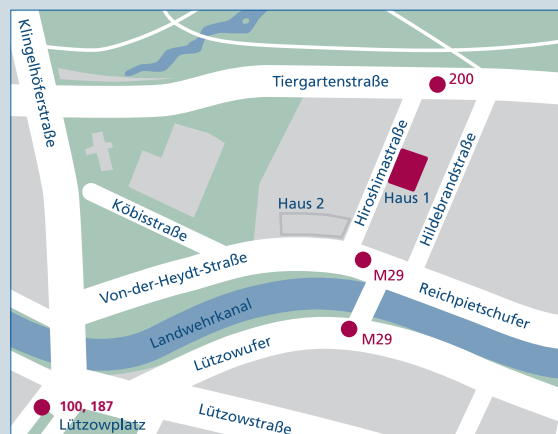 Klingelhöferstraße
Tiergartenstraße
200
Hiroshimastraße
Haus 1
Hildebrandstraße
Haus 2
Köbisstraße
Von-der-Heydt-Straße
M29
Reichpietschufer
Landwehrkanal
M29
Lützowufer
100, 187
Lützowplatz
Lützowstraße